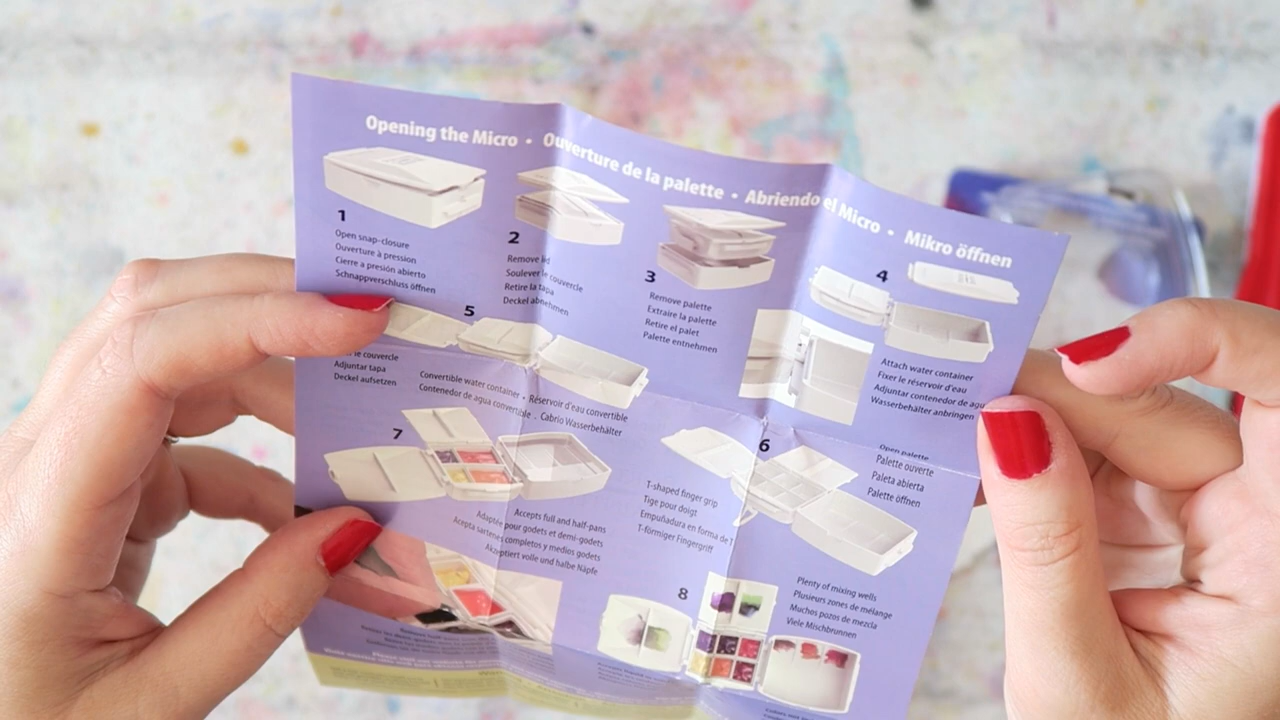 Opening the Micro • Ouverture de la palette • Abriendo el Micro • Mikro öffnen
1
Open snap-closure
Ouverture à pression
Cierre a presión abierto
Schnappverschluss öffnen
2
Remove lid
Soulever le couvercle
Retire la tapa
Deckel abnehmen
3
Remove palette
Extraire la palette
Retire el palet
Palette entnehmen
4
Attach water container
Fixer le réservoir d'eau
Adjuntar contenedor de agu
Wasserbehälter anbringen
5
le couvercle
Adjuntar tapa
Deckel aufsetzen
Convertible water container • Réservoir d'eau convertible
Contenedor de agua convertible . Cabrio Wasserbehälter
6
Open palette
Palette ouverte
Paleta abierta
Palette öffnen
T-shaped finger grip
Tige pour doigt
Empuñadura en forma de T
T-förmiger Fingergriff
7
Accepts full and half-pans
Adaptée pour godets et demi-godets
Acepta sartenes completos y medios godets
Akzeptiert volle und halbe Näpfe
8
Plenty of mixing wells
Plusieurs zones de mélange
Muchos pozos de mezcla
Viele Mischbrunnen